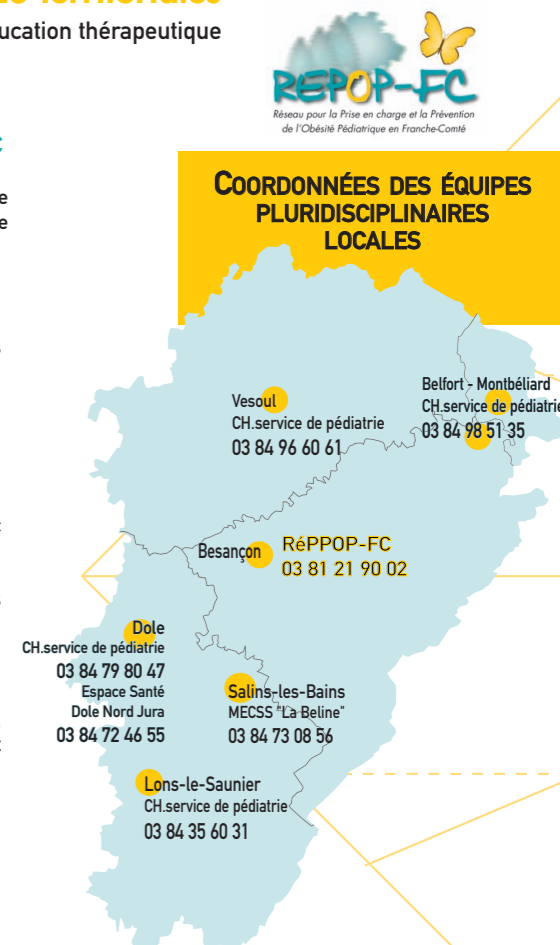 ucation thérapeutique
REPOP-FC
Réseau pour la Prise en charge et la Prévention
de l'Obésité Pédiatrique en Franche-Comté
COORDONNÉES DES ÉQUIPES
PLURIDISCIPLINAIRES
LOCALES
Vesoul
CH.service de pédiatrie
03 84 96 60 61
Belfort - Montbéliard
CH.service de pédiatrie
03 84 98 51 35
Besançon
RéPPOP-FC
03 81 21 90 02
Dole
CH.service de pédiatrie
03 84 79 80 47
Espace Santé
Dole Nord Jura
03 84 72 46 55
Salins-les-Bains
MECSS "La Beline"
03 84 73 08 56
Lons-le-Saunier
CH.service de pédiatrie
03 84 35 60 31